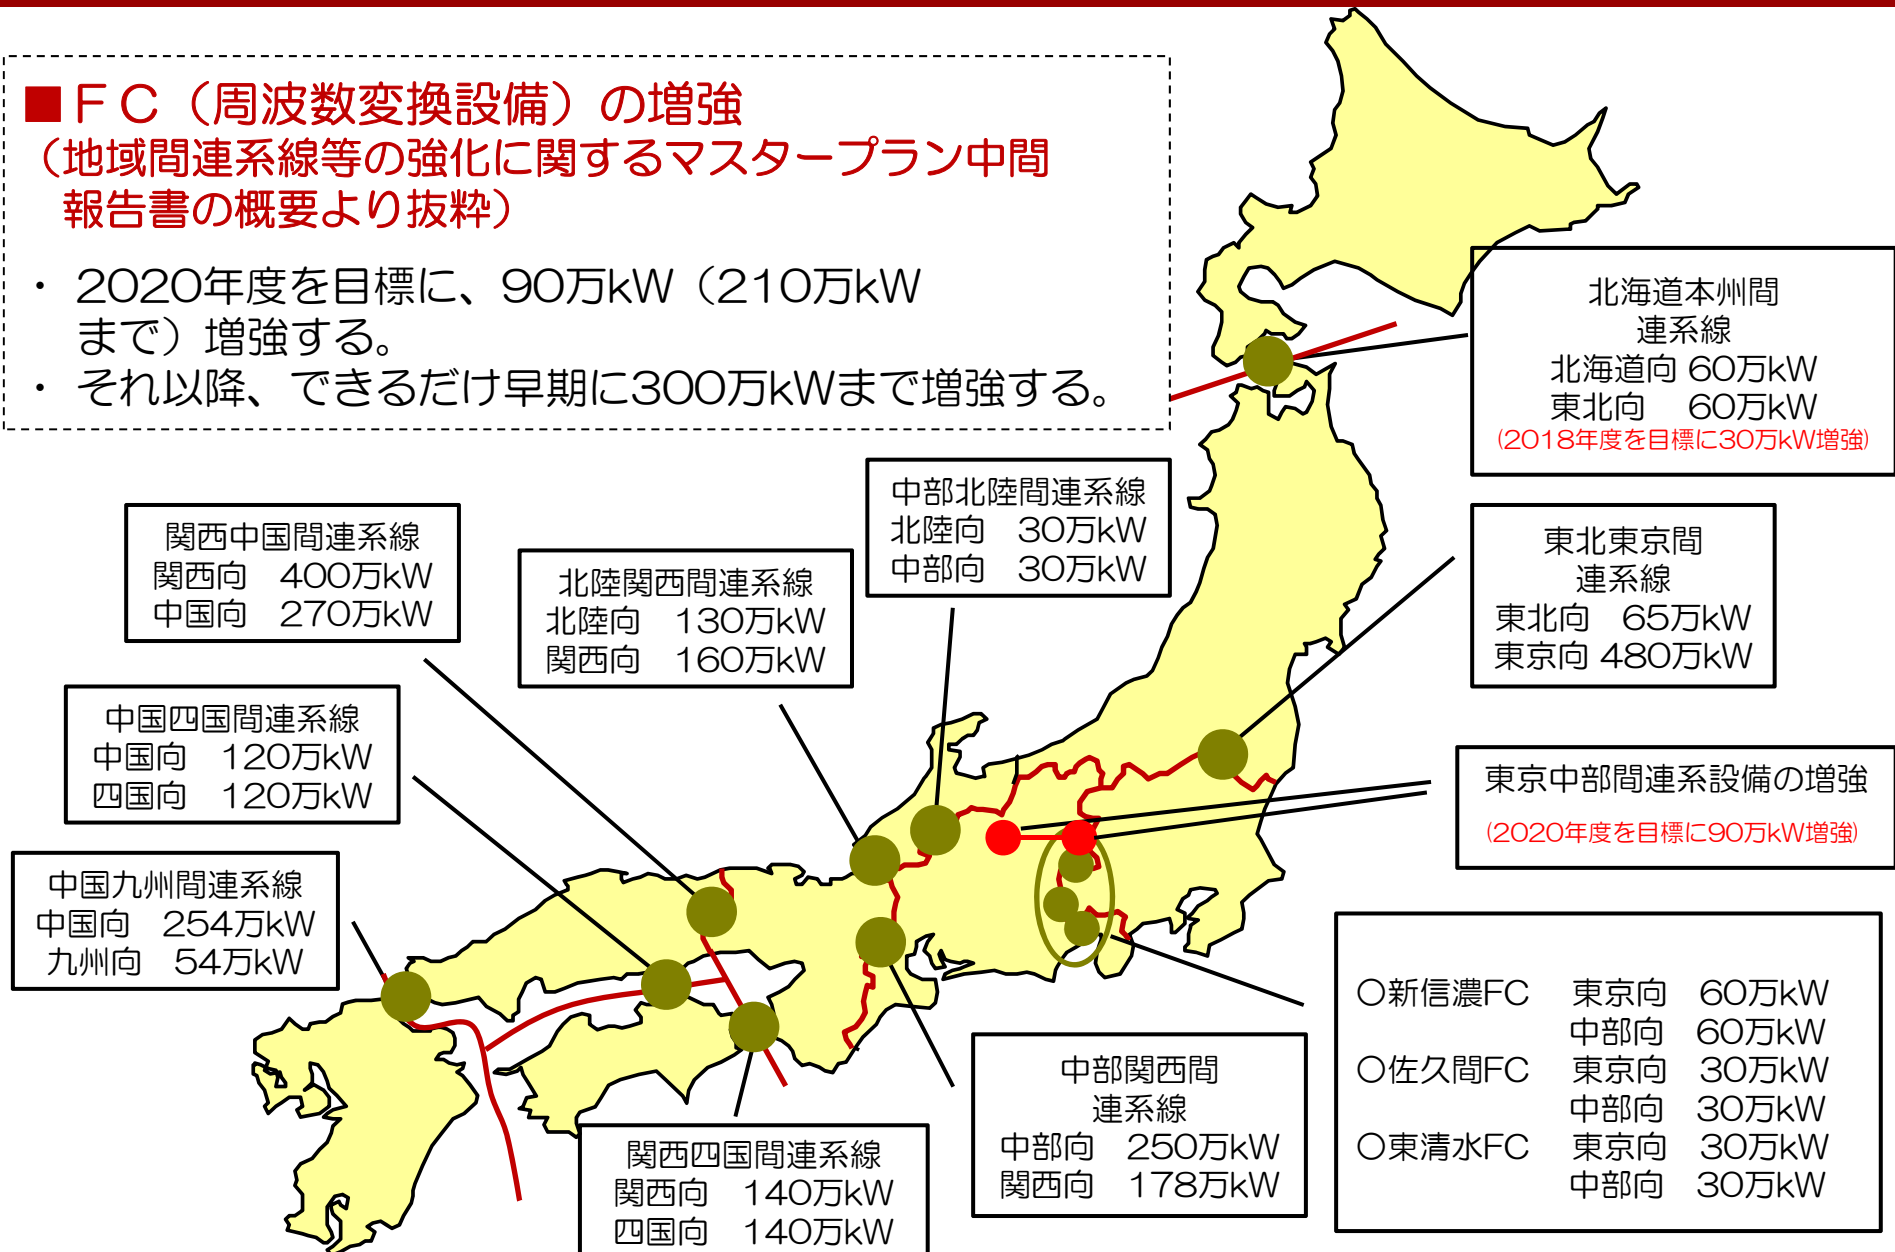 ■ＦＣ（周波数変換設備）の増強
（地域間連系線等の強化に関するマスタープラン中間
報告書の概要より抜粋）
・ 2020年度を目標に、90万kW（210万kW
まで）増強する。
・ それ以降、できるだけ早期に300万kWまで増強する。
北海道本州間
連系線
北海道向 60万kW
東北向 60万kW
(2018年度を目標に30万kW増強)
中部北陸間連系線
北陸向 30万kW
中部向 30万kW
関西中国間連系線
関西向 400万kW
中国向 270万kW
北陸関西間連系線
北陸向 130万kW
関西向 160万kW
東北東京間
連系線
東北向 65万kW
東京向 480万kW
中国四国間連系線
中国向 120万kW
四国向 120万kW
東京中部間連系設備の増強
(2020年度を目標に90万kW増強)
中国九州間連系線
中国向 254万kW
九州向 54万kW
〇新信濃FC 東京向 60万kW
中部向 60万kW
〇佐久間FC 東京向 30万kW
中部向 30万kW
〇東清水FC 東京向 30万kW
中部向 30万kW
中部関西間
連系線
中部向 250万kW
関西向 178万kW
関西四国間連系線
関西向 140万kW
四国向 140万kW